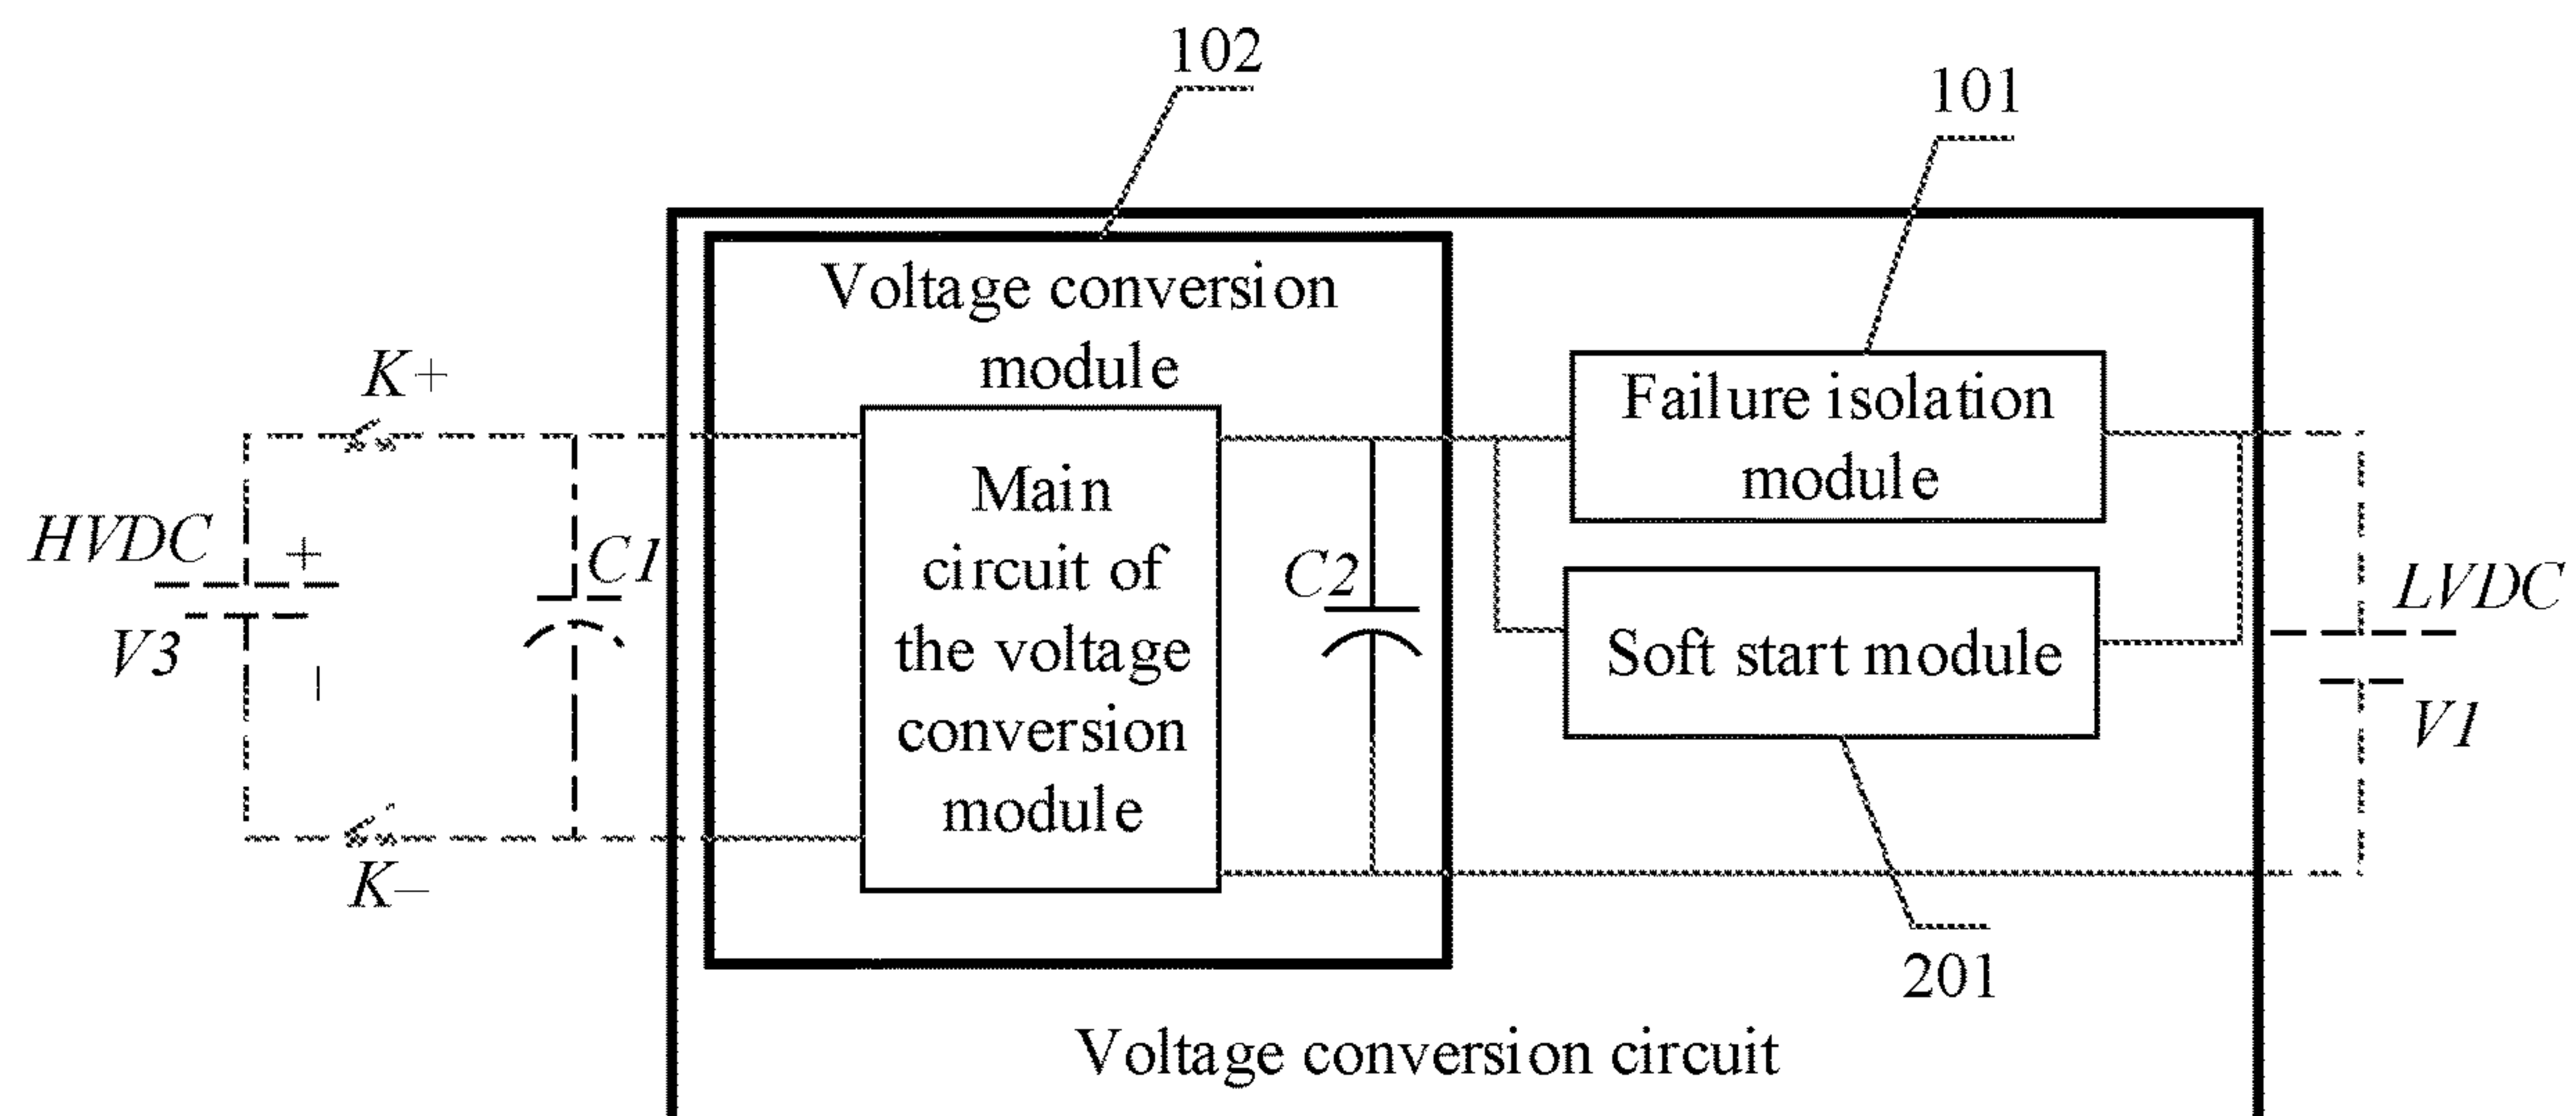 102
101
Voltage conversion
module
K+
Failure isolation
module
Main
circuit of
the voltage
conversion
module
HVDC
+
C1
V3
–
C2
LVDC
Soft start module
V1
K–
201
Voltage conversion circuit